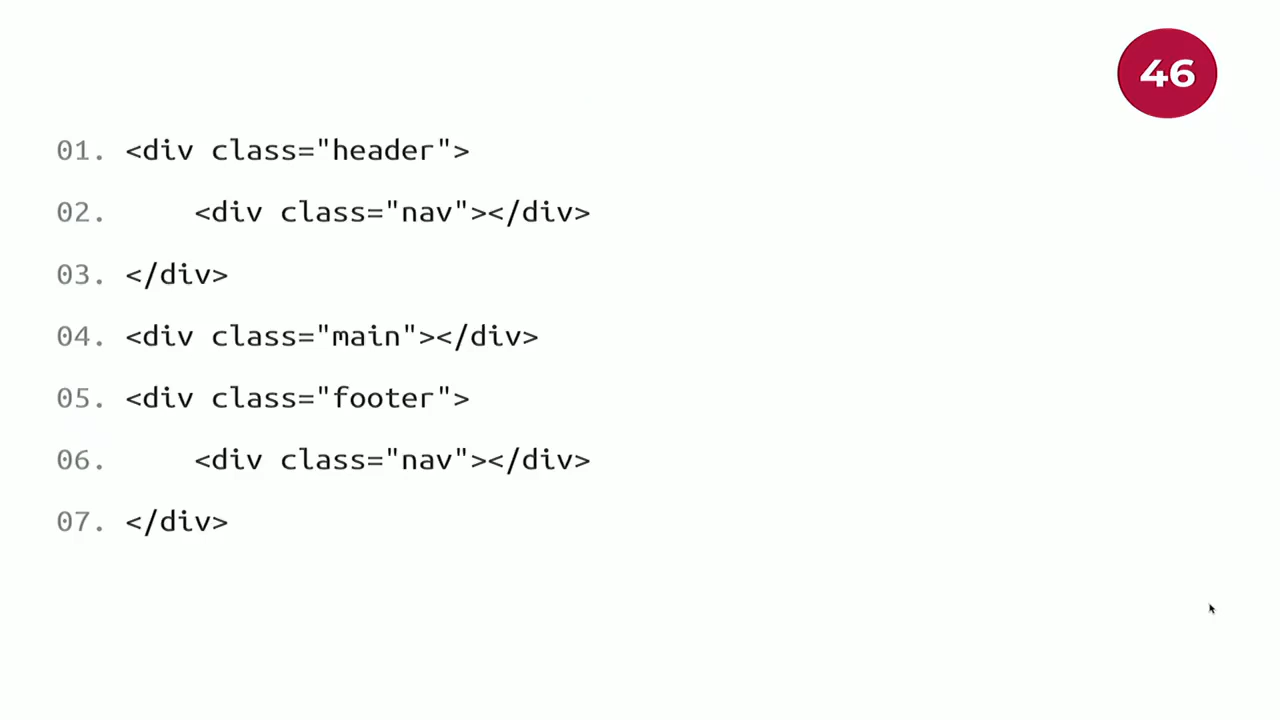 46
01. <div class="header">
02.     <div class="nav"></div>
03. </div>
04. <div class="main"></div>
05. <div class="footer">
06.     <div class="nav"></div>
07. </div>